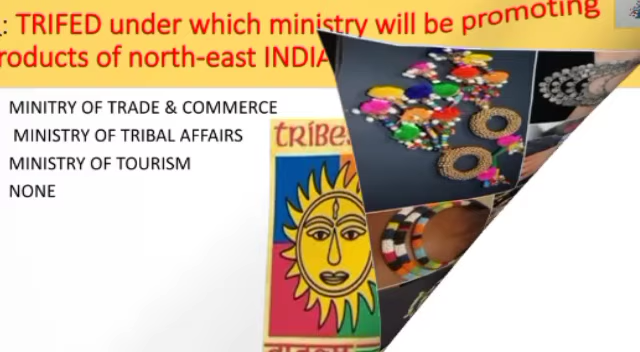 : TRIFED under which ministry will be promoting
roducts of north-east INDIA
MINITRY OF TRADE & COMMERCE
MINISTRY OF TRIBAL AFFAIRS
MINISTRY OF TOURISM
NONE
TRIBES